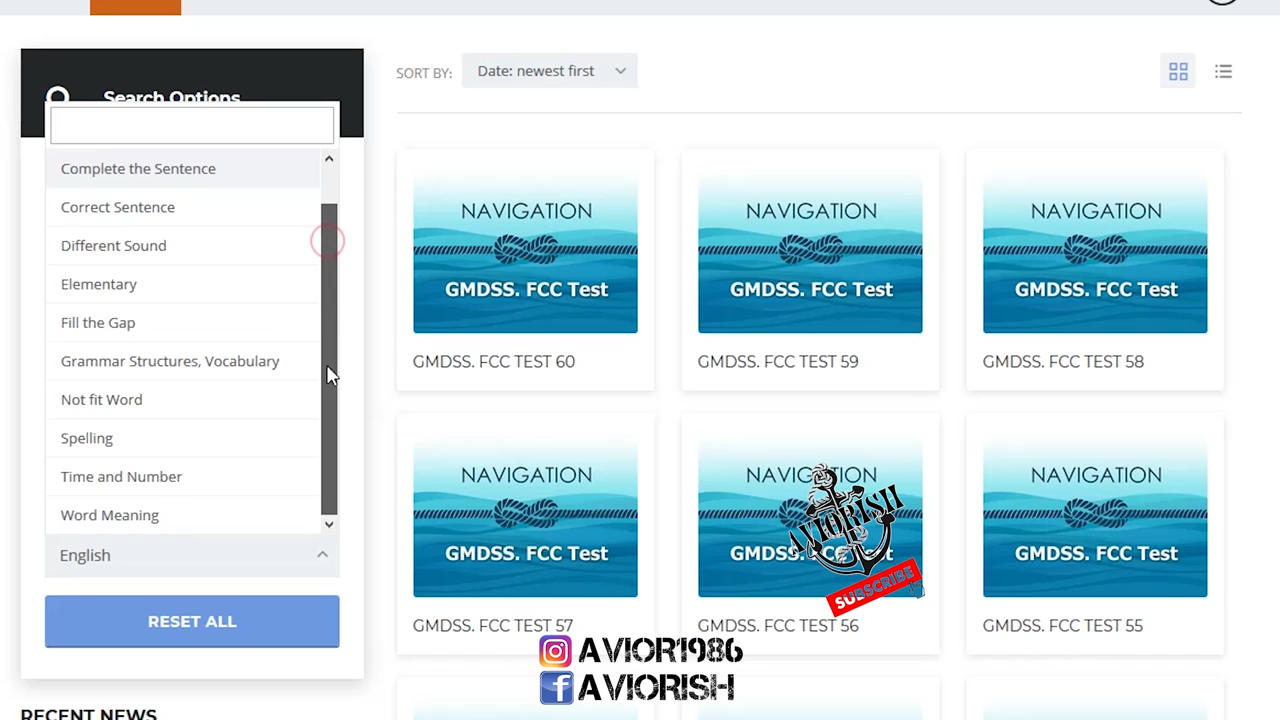 Search Options
Complete the Sentence
Correct Sentence
Different Sound
Elementary
Fill the Gap
Grammar Structures, Vocabulary
Not fit Word
Spelling
Time and Number
Word Meaning
English
RESET ALL
RECENT NEWS
SORT BY: Date: newest first
NAVIGATION
GMDSS. FCC Test
GMDSS. FCC TEST 60
NAVIGATION
GMDSS. FCC Test
GMDSS. FCC TEST 59
NAVIGATION
GMDSS. FCC Test
GMDSS. FCC TEST 58
NAVIGATION
GMDSS. FCC Test
GMDSS. FCC TEST 57
NAVIGATION
GMDSS. FCC Test
GMDSS. FCC TEST 56
NAVIGATION
GMDSS. FCC Test
GMDSS. FCC TEST 55
AVIORISH
SUBSCRIBE
AVIOR1986
AVIORISH